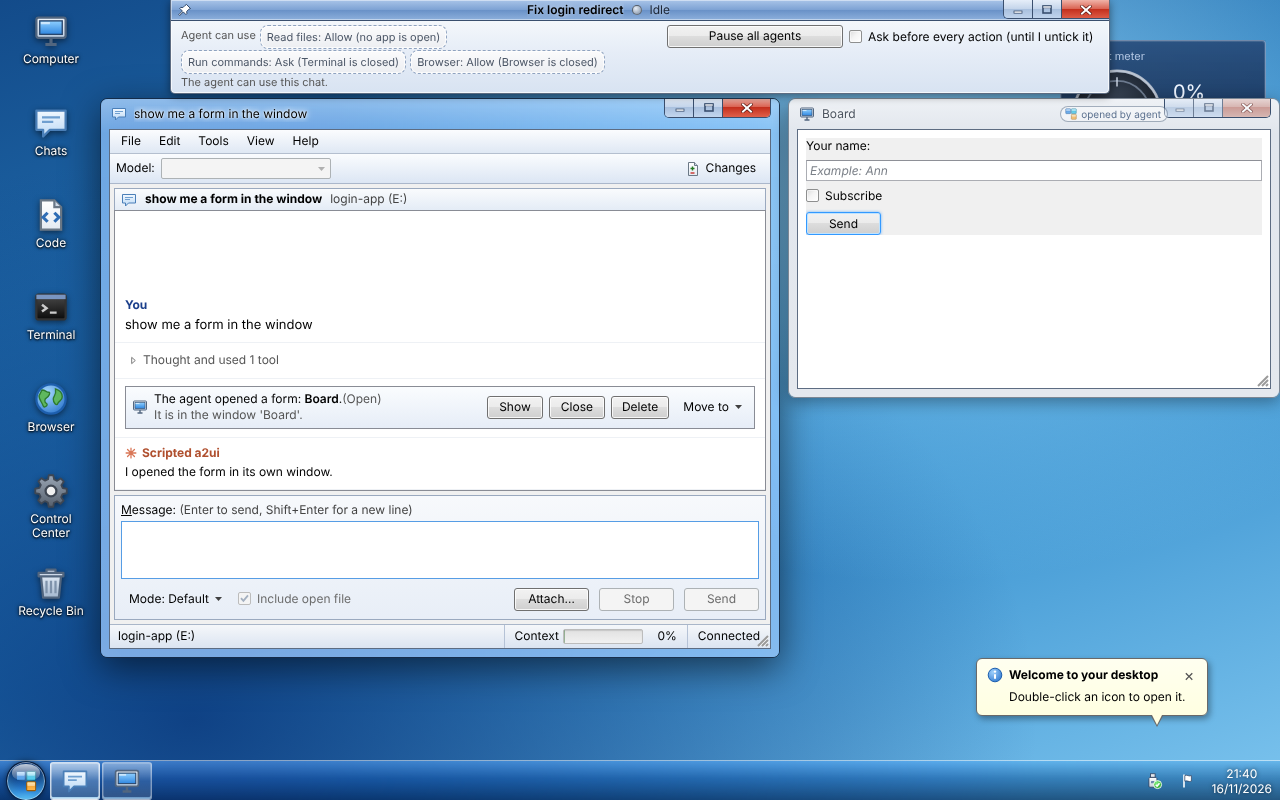 Fix login redirect Idle
Agent can use Read files: Allow (no app is open)
Run commands: Ask (Terminal is closed) Browser: Allow (Browser is closed)
The agent can use this chat.
Pause all agents Ask before every action (until I untick it)
meter
0%
Computer
Chats
Code
Terminal
Browser
Control
Center
Recycle Bin
show me a form in the window
File Edit Tools View Help
Model: Changes
show me a form in the window login-app (E:)
You
show me a form in the window
Thought and used 1 tool
The agent opened a form: Board.(Open)
It is in the window 'Board'.
Show Close Delete Move to
Scripted a2ui
I opened the form in its own window.
Message: (Enter to send, Shift+Enter for a new line)
Mode: Default Include open file Attach... Stop Send
login-app (E:) Context 0% Connected
Board opened by agent
Your name:
Example: Ann
Subscribe
Send
Welcome to your desktop
Double-click an icon to open it.
21:40
16/11/2026